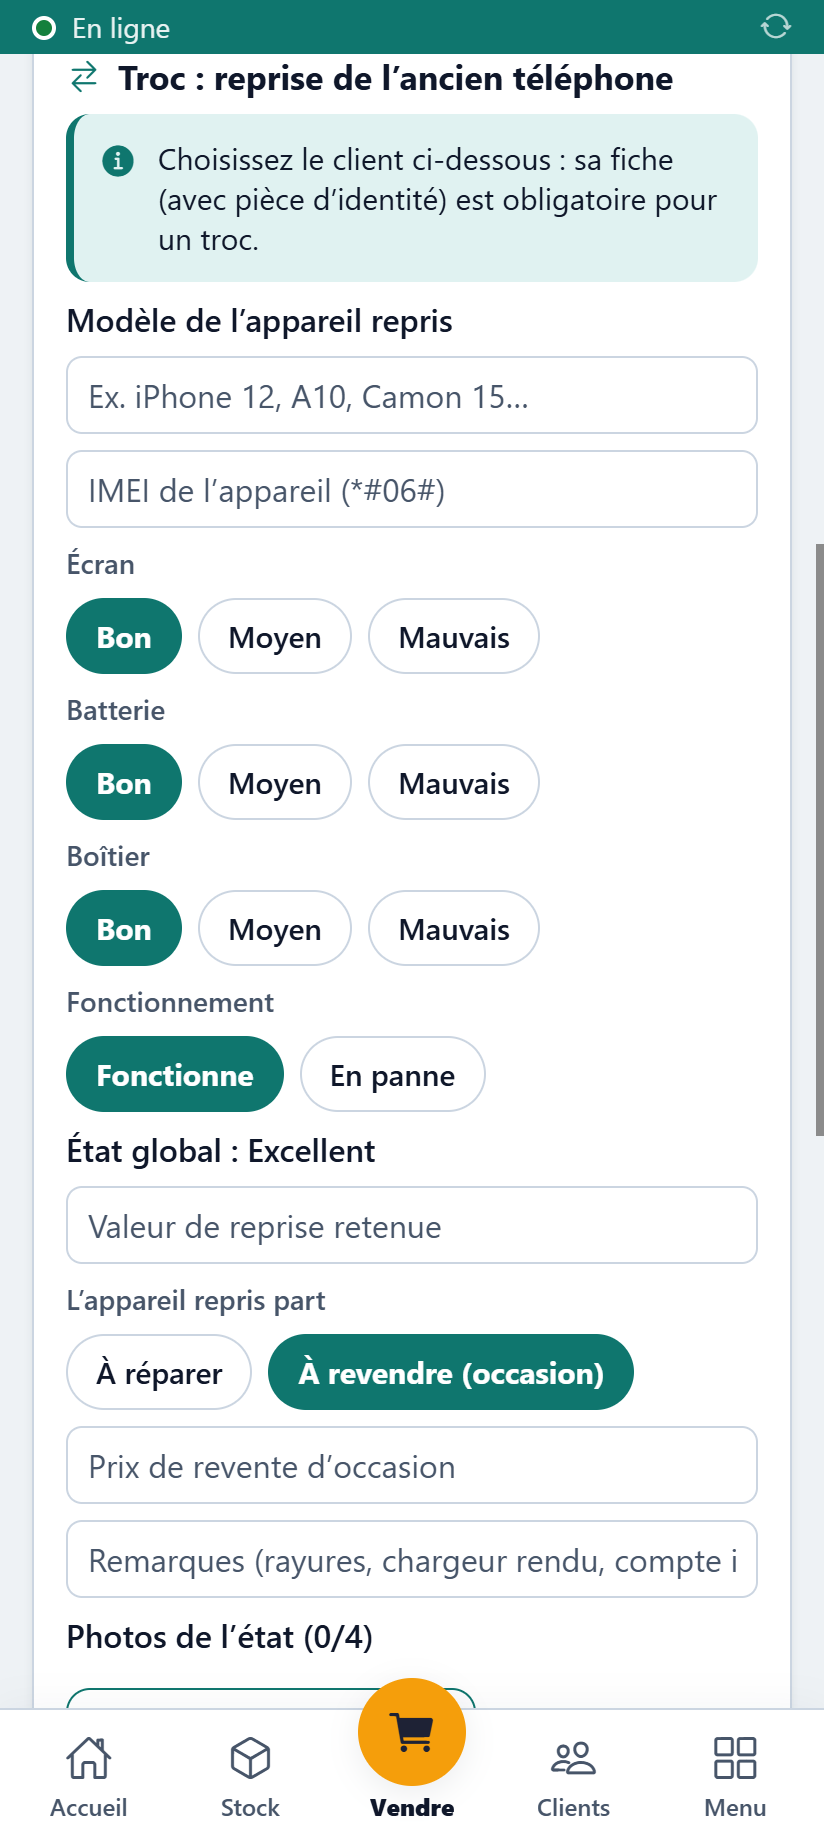 En ligne
Troc : reprise de l’ancien téléphone
Choisissez le client ci-dessous : sa fiche
(avec pièce d’identité) est obligatoire pour
un troc.
Modèle de l’appareil repris
Ex. iPhone 12, A10, Camon 15…
IMEI de l’appareil (*#06#)
Écran
Bon Moyen Mauvais
Batterie
Bon Moyen Mauvais
Boîtier
Bon Moyen Mauvais
Fonctionnement
Fonctionne En panne
État global : Excellent
Valeur de reprise retenue
L’appareil repris part
À réparer À revendre (occasion)
Prix de revente d’occasion
Remarques (rayures, chargeur rendu, compte i
Photos de l’état (0/4)
Accueil Stock Vendre Clients Menu